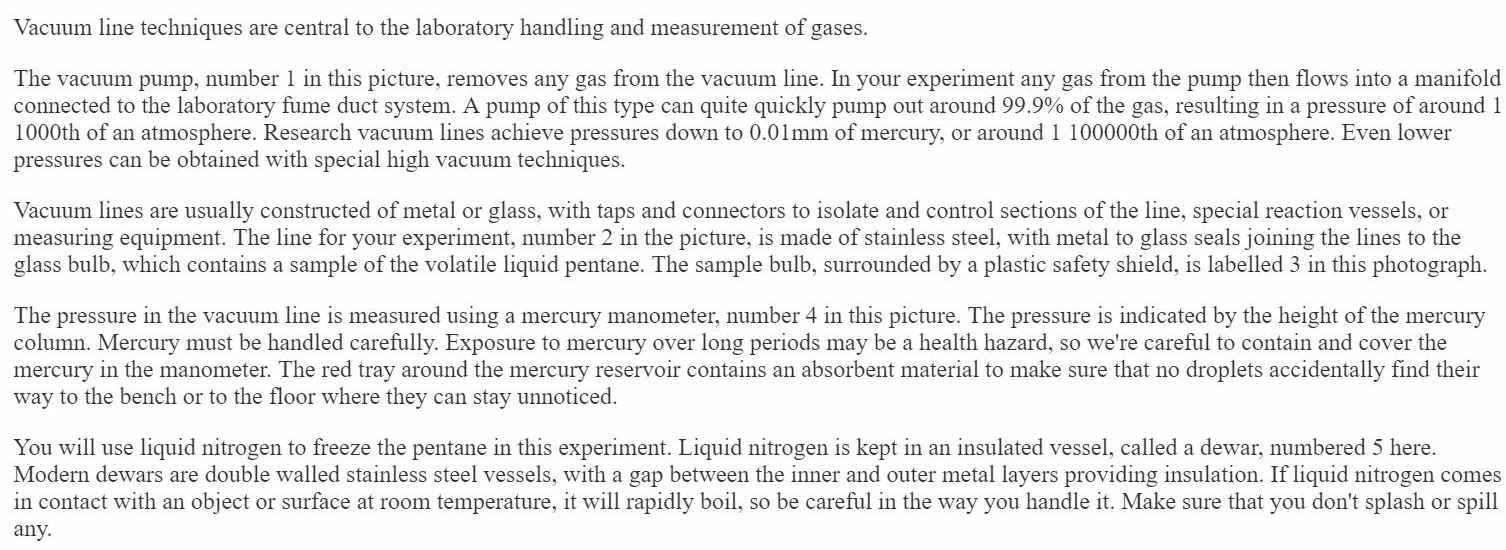 Vacuum line techniques are central to the laboratory handling and measurement of gases.
The vacuum pump, number 1 in this picture, removes any gas from the vacuum line. In your experiment any gas from the pump then flows into a manifold
connected to the laboratory fume duct system. A pump of this type can quite quickly pump out around 99.9% of the gas, resulting in a pressure of around 1
1000th of an atmosphere. Research vacuum lines achieve pressures down to 0.01mm of mercury, or around 1 100000th of an atmosphere. Even lower
pressures can be obtained with special high vacuum techniques.
Vacuum lines are usually constructed of metal or glass, with taps and connectors to isolate and control sections of the line, special reaction vessels, or
measuring equipment. The line for your experiment, number 2 in the picture, is made of stainless steel, with metal to glass seals joining the lines to the
glass bulb, which contains a sample of the volatile liquid pentane. The sample bulb, surrounded by a plastic safety shield, is labelled 3 in this photograph.
The pressure in the vacuum line is measured using a mercury manometer, number 4 in this picture. The pressure is indicated by the height of the mercury
column. Mercury must be handled carefully. Exposure to mercury over long periods may be a health hazard, so we're careful to contain and cover the
mercury in the manometer. The red tray around the mercury reservoir contains an absorbent material to make sure that no droplets accidentally find their
way to the bench or to the floor where they can stay unnoticed.
You will use liquid nitrogen to freeze the pentane in this experiment. Liquid nitrogen is kept in an insulated vessel, called a dewar, numbered 5 here.
Modern dewars are double walled stainless steel vessels, with a gap between the inner and outer metal layers providing insulation. If liquid nitrogen comes
in contact with an object or surface at room temperature, it will rapidly boil, so be careful in the way you handle it. Make sure that you don't splash or spill
any.